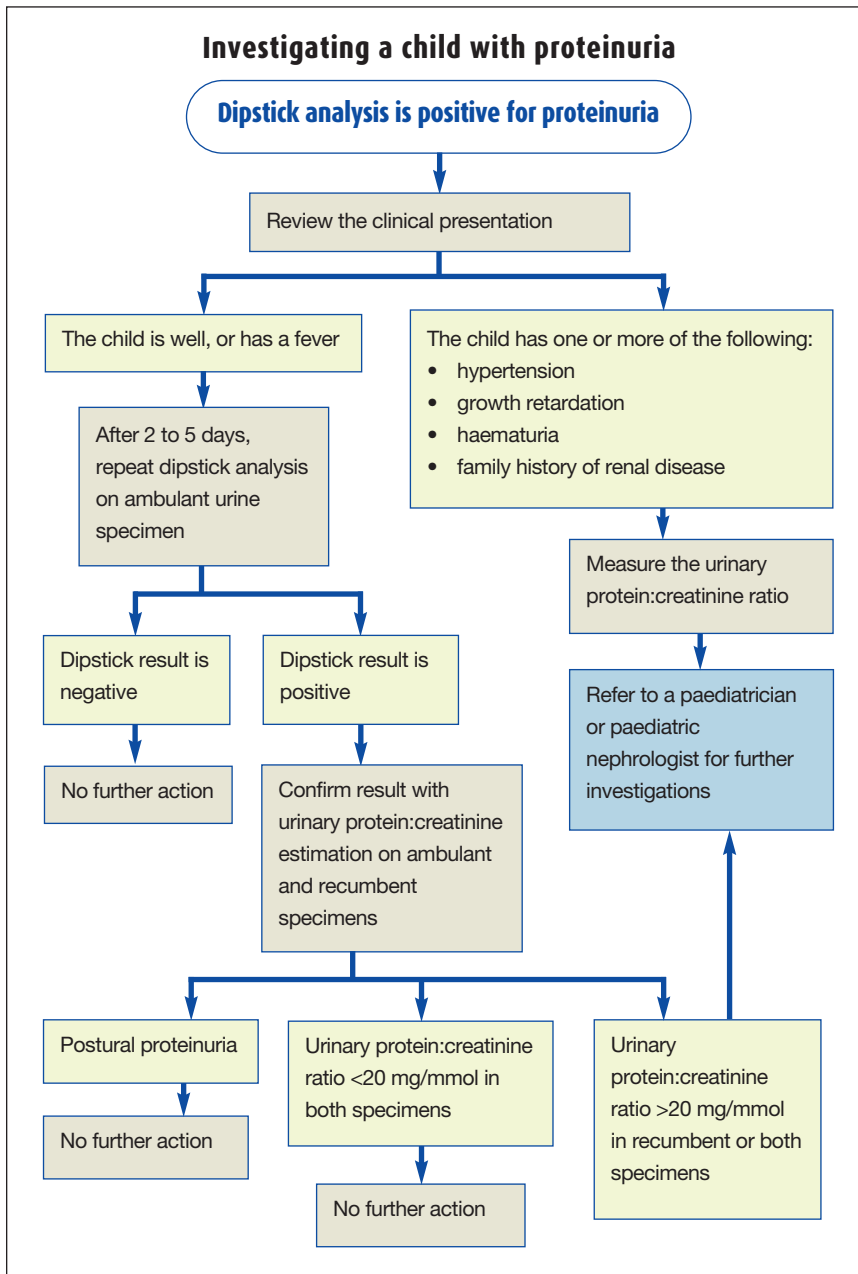 Investigating a child with proteinuria
Dipstick analysis is positive for proteinuria
Review the clinical presentation
The child is well, or has a fever
The child has one or more of the following:
• hypertension
• growth retardation
• haematuria
• family history of renal disease
After 2 to 5 days,
repeat dipstick analysis
on ambulant urine
specimen
Measure the urinary
protein:creatinine ratio
Dipstick result is
negative
Dipstick result is
positive
Refer to a paediatrician
or paediatric
nephrologist for further
investigations
No further action
Confirm result with
urinary protein:creatinine
estimation on ambulant
and recumbent
specimens
Postural proteinuria
Urinary protein:creatinine
ratio <20 mg/mmol in
both specimens
Urinary
protein:creatinine
ratio >20 mg/mmol
in recumbent or both
specimens
No further action
No further action